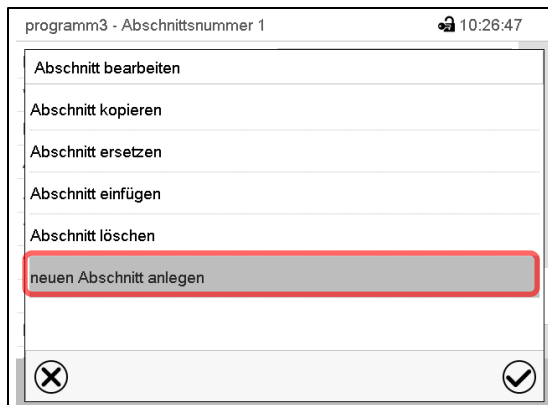 programm3 - Abschnittsnummer 1 10:26:47
Abschnitt bearbeiten
Abschnitt kopieren
Abschnitt ersetzen
Abschnitt einfügen
Abschnitt löschen
neuen Abschnitt anlegen